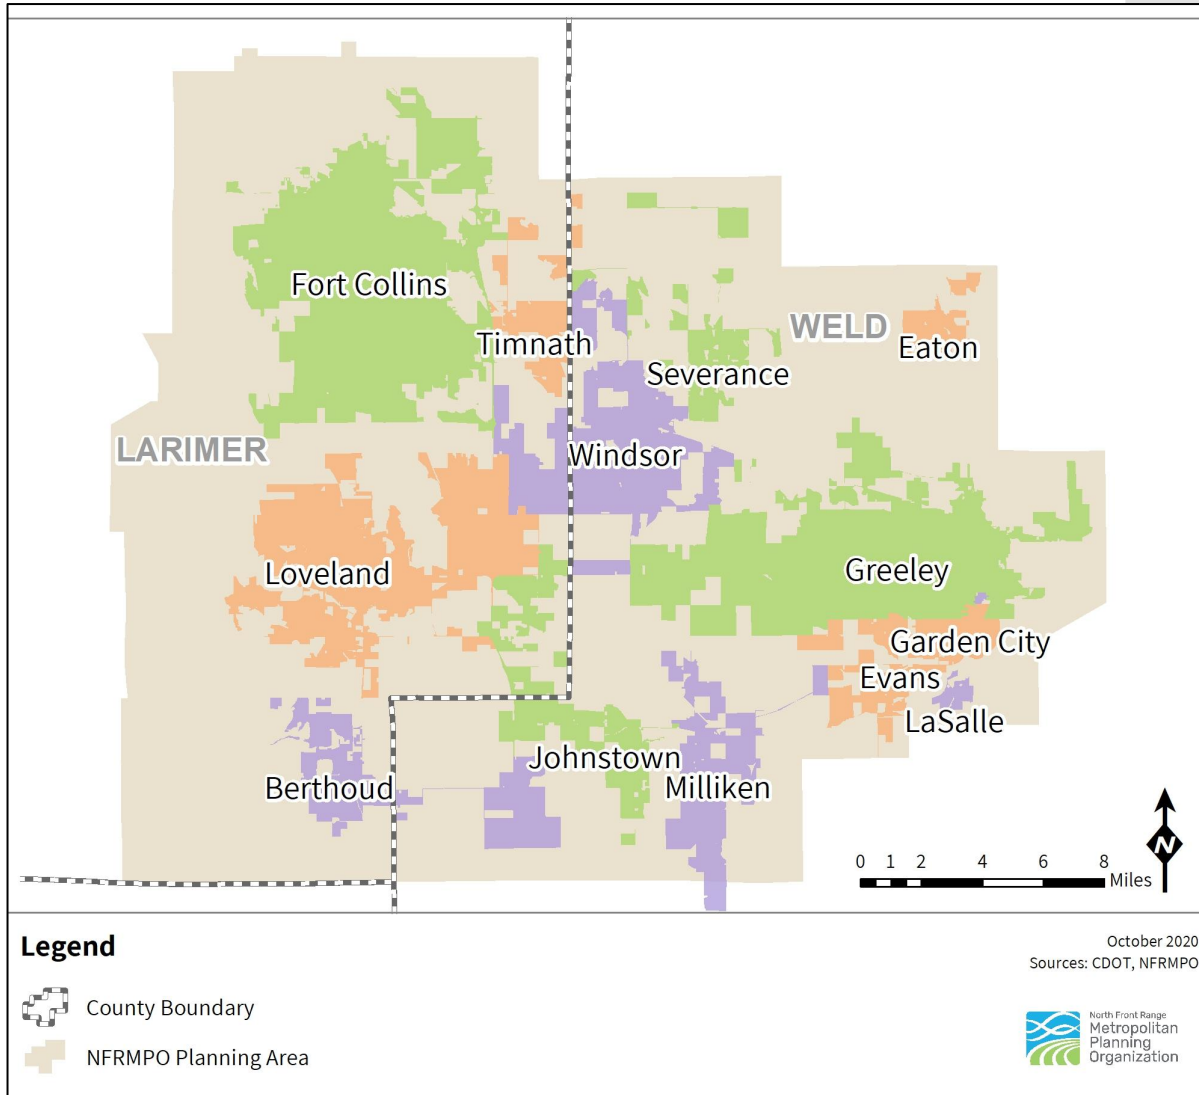 Fort Collins
WELD
Timnath
Eaton
Severance
LARIMER
Windsor
Loveland
Greeley
Garden City
Evans
LaSalle
Johnstown
Berthoud
Milliken
N
0 1 2 4 6 8
Miles
Legend
October 2020
Sources: CDOT, NFRMPO
County Boundary
NFRMPO Planning Area
North Front Range
Metropolitan
Planning
Organization